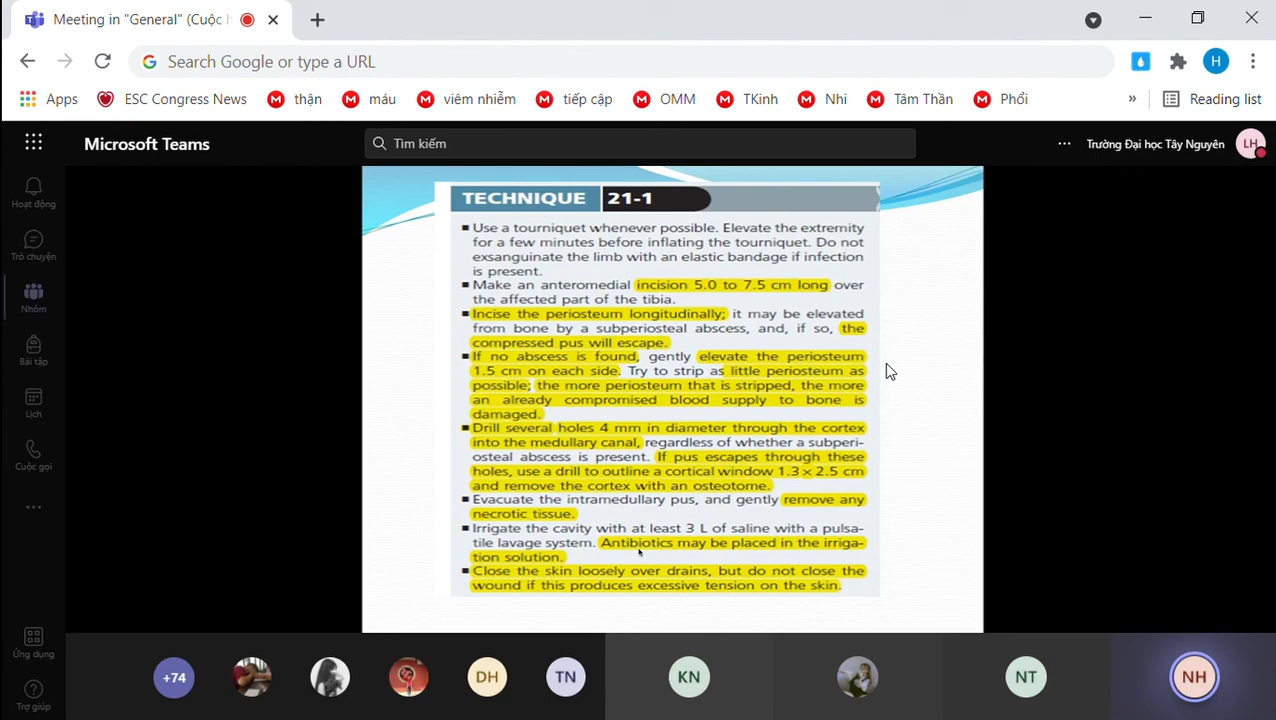 Meeting in "General" (Cuộc h
Search Google or type a URL
H
Apps
ESC Congress News
M thận
M máu
M viêm nhiễm
M tiếp cận
M OMM
M TKinh
M Nhi
M Tâm Thần
M Phổi
»
Reading list
Microsoft Teams
Tìm kiếm
Trường Đại học Tây Nguyên
LH
Hoạt động
Trò chuyện
Nhóm
Bài tập
Lịch
Cuộc gọi
Ứng dụng
Trợ giúp
TECHNIQUE 21-1
Use a tourniquet whenever possible. Elevate the extremity
for a few minutes before inflating the tourniquet. Do not
exsanguinate the limb with an elastic bandage if infection
is present.
Make an anteromedial incision 5.0 to 7.5 cm long over
the affected part of the tibia.
Incise the periosteum longitudinally; it may be elevated
from bone by a subperiosteal abscess, and, if so, the
compressed pus will escape.
If no abscess is found, gently elevate the periosteum
1.5 cm on each side. Try to strip as little periosteum as
possible; the more periosteum that is stripped, the more
an already compromised blood supply to bone is
damaged.
Drill several holes 4 mm in diameter through the cortex
into the medullary canal, regardless of whether a subperi-
osteal abscess is present. If pus escapes through these
holes, use a drill to outline a cortical window 1.3 × 2.5 cm
and remove the cortex with an osteotome.
Evacuate the intramedullary pus, and gently remove any
necrotic tissue.
Irrigate the cavity with at least 3 L of saline with a pulsa-
tile lavage system. Antibiotics may be placed in the irriga-
tion solution.
Close the skin loosely over drains, but do not close the
wound if this produces excessive tension on the skin.
+74
DH
TN
KN
NT
NH